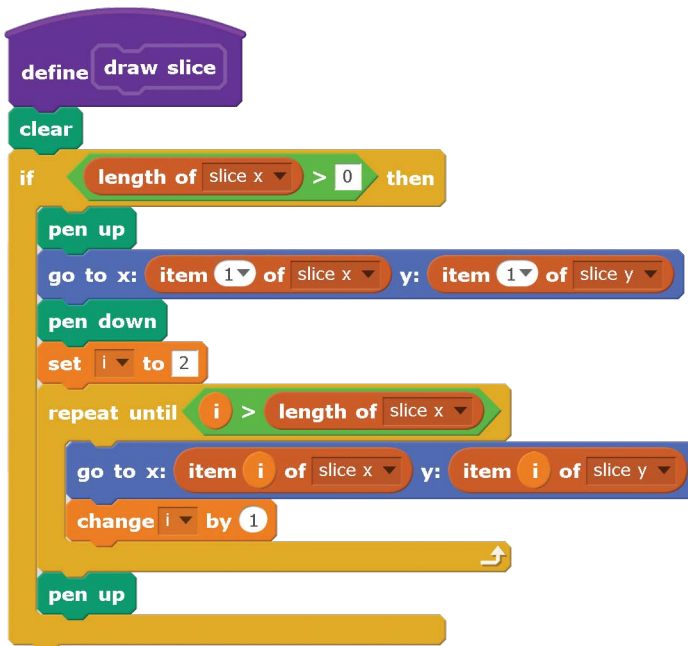 define draw slice
clear
if length of slice x > 0 then
pen up
go to x: item 1 of slice x y: item 1 of slice y
pen down
set i to 2
repeat until i > length of slice x
go to x: item i of slice x y: item i of slice y
change i by 1
pen up